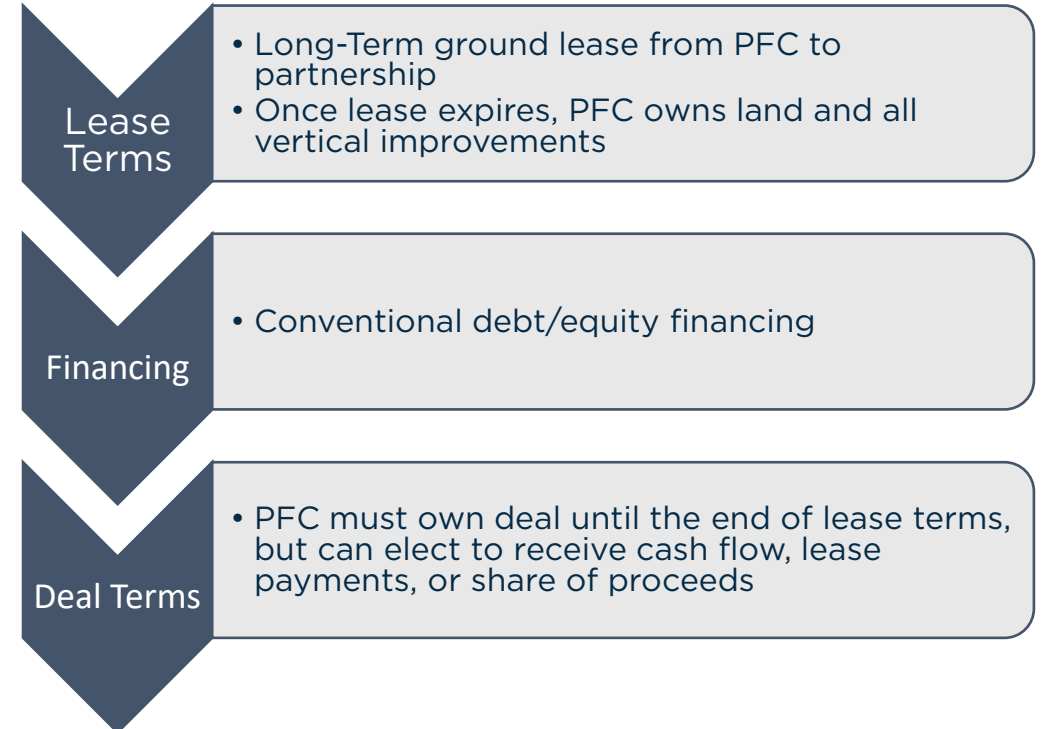 Lease
Terms
• Long-Term ground lease from PFC to
partnership
• Once lease expires, PFC owns land and all
vertical improvements
Financing
• Conventional debt/equity financing
Deal Terms
• PFC must own deal until the end of lease terms,
but can elect to receive cash flow, lease
payments, or share of proceeds